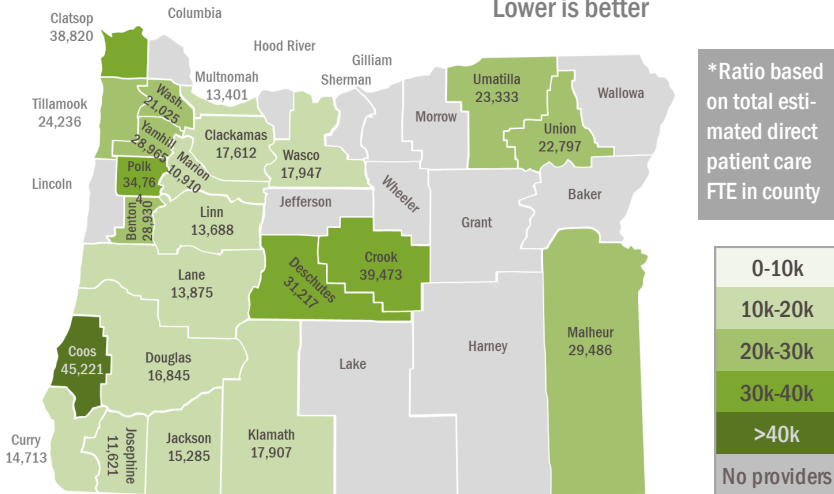 Lower is better
Clatsop
38,820
Columbia
Hood River
Gilliam
Sherman
Multnomah
13,401
Tillamook
24,236
Wash.
21,025
Yamhill
28,965
Marion
10,910
Clackamas
17,612
Wasco
17,947
Morrow
Umatilla
23,333
Union
22,797
Wallowa
Lincoln
Polk
34,76
4
Benton
28,930
Linn
13,688
Jefferson
Wheeler
Grant
Baker
Lane
13,875
Deschutes
31,217
Crook
39,473
Coos
45,221
Douglas
16,845
Lake
Harney
Malheur
29,486
Curry
14,713
Josephine
11,621
Jackson
15,285
Klamath
17,907
*Ratio based
on total esti-
mated direct
patient care
FTE in county
0-10k
10k-20k
20k-30k
30k-40k
>40k
No providers